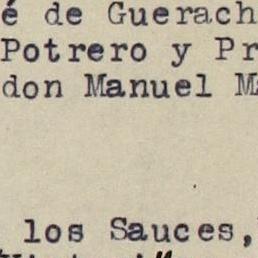 é de Guerach
Potrero y Pr
don Manuel M
los Sauces,